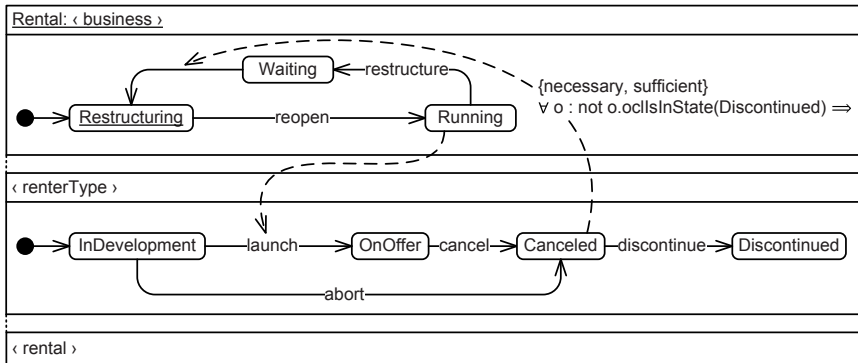 Rental: ‹ business ›
Waiting
restructure
{necessary, sufficient}
∀ o : not o.oclIsInState(Discontinued) ⟹
Restructuring
reopen
Running
‹ renterType ›
InDevelopment
launch
OnOffer
cancel
Canceled
discontinue
Discontinued
abort
‹ rental ›